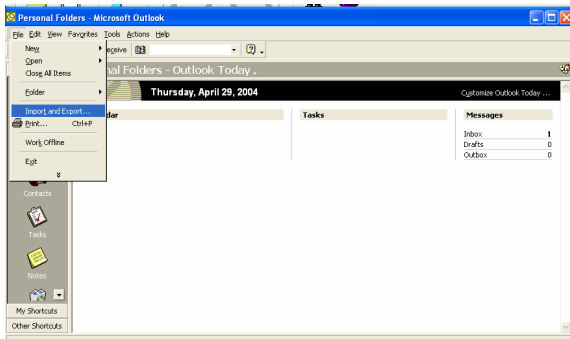 Personal Folders - Microsoft Outlook
File Edit View Favorites Tools Actions Help
New
Open
Close All Items
Folder
Import and Export...
Print... Ctrl+P
Work Offline
Exit
eceive
nal Folders - Outlook Today .
Thursday, April 29, 2004
Customize Outlook Today ...
dar
Tasks
Messages
Inbox 1
Drafts 0
Outbox 0
Contacts
Tasks
Notes
My Shortcuts
Other Shortcuts